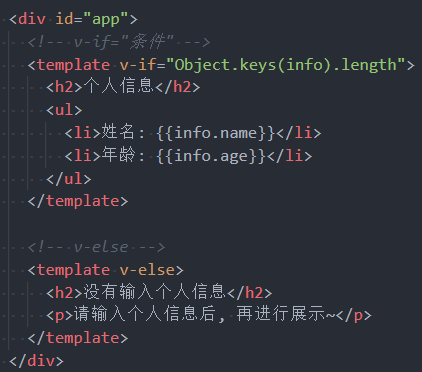 <div id="app">
<!-- v-if="条件" -->
<template v-if="Object.keys(info).length">
<h2>个人信息</h2>
<ul>
<li>姓名: {{info.name}}</li>
<li>年龄: {{info.age}}</li>
</ul>
</template>
<!-- v-else -->
<template v-else>
<h2>没有输入个人信息</h2>
<p>请输入个人信息后, 再进行展示~</p>
</template>
</div>